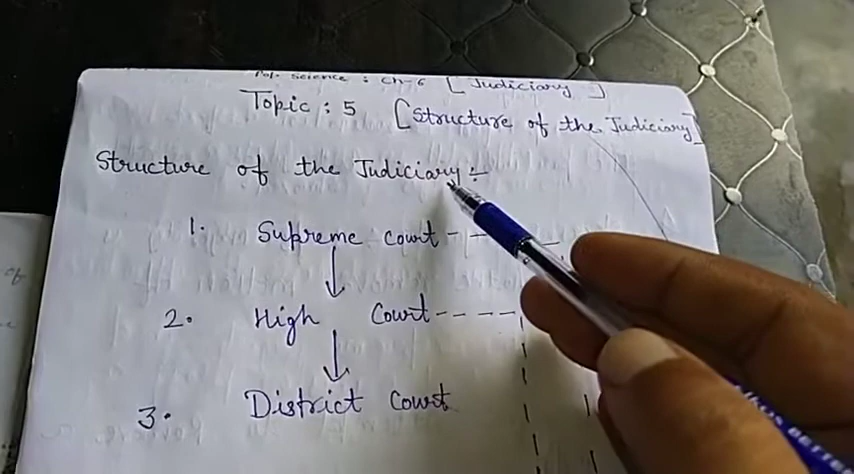 Pol. Science : Ch-6 [ Judiciary ]
Topic : 5 [Structure of the Judiciary]
Structure of the Judiciary :-
1. Supreme Court - -
2. High Court - - - -
3. District Court
of